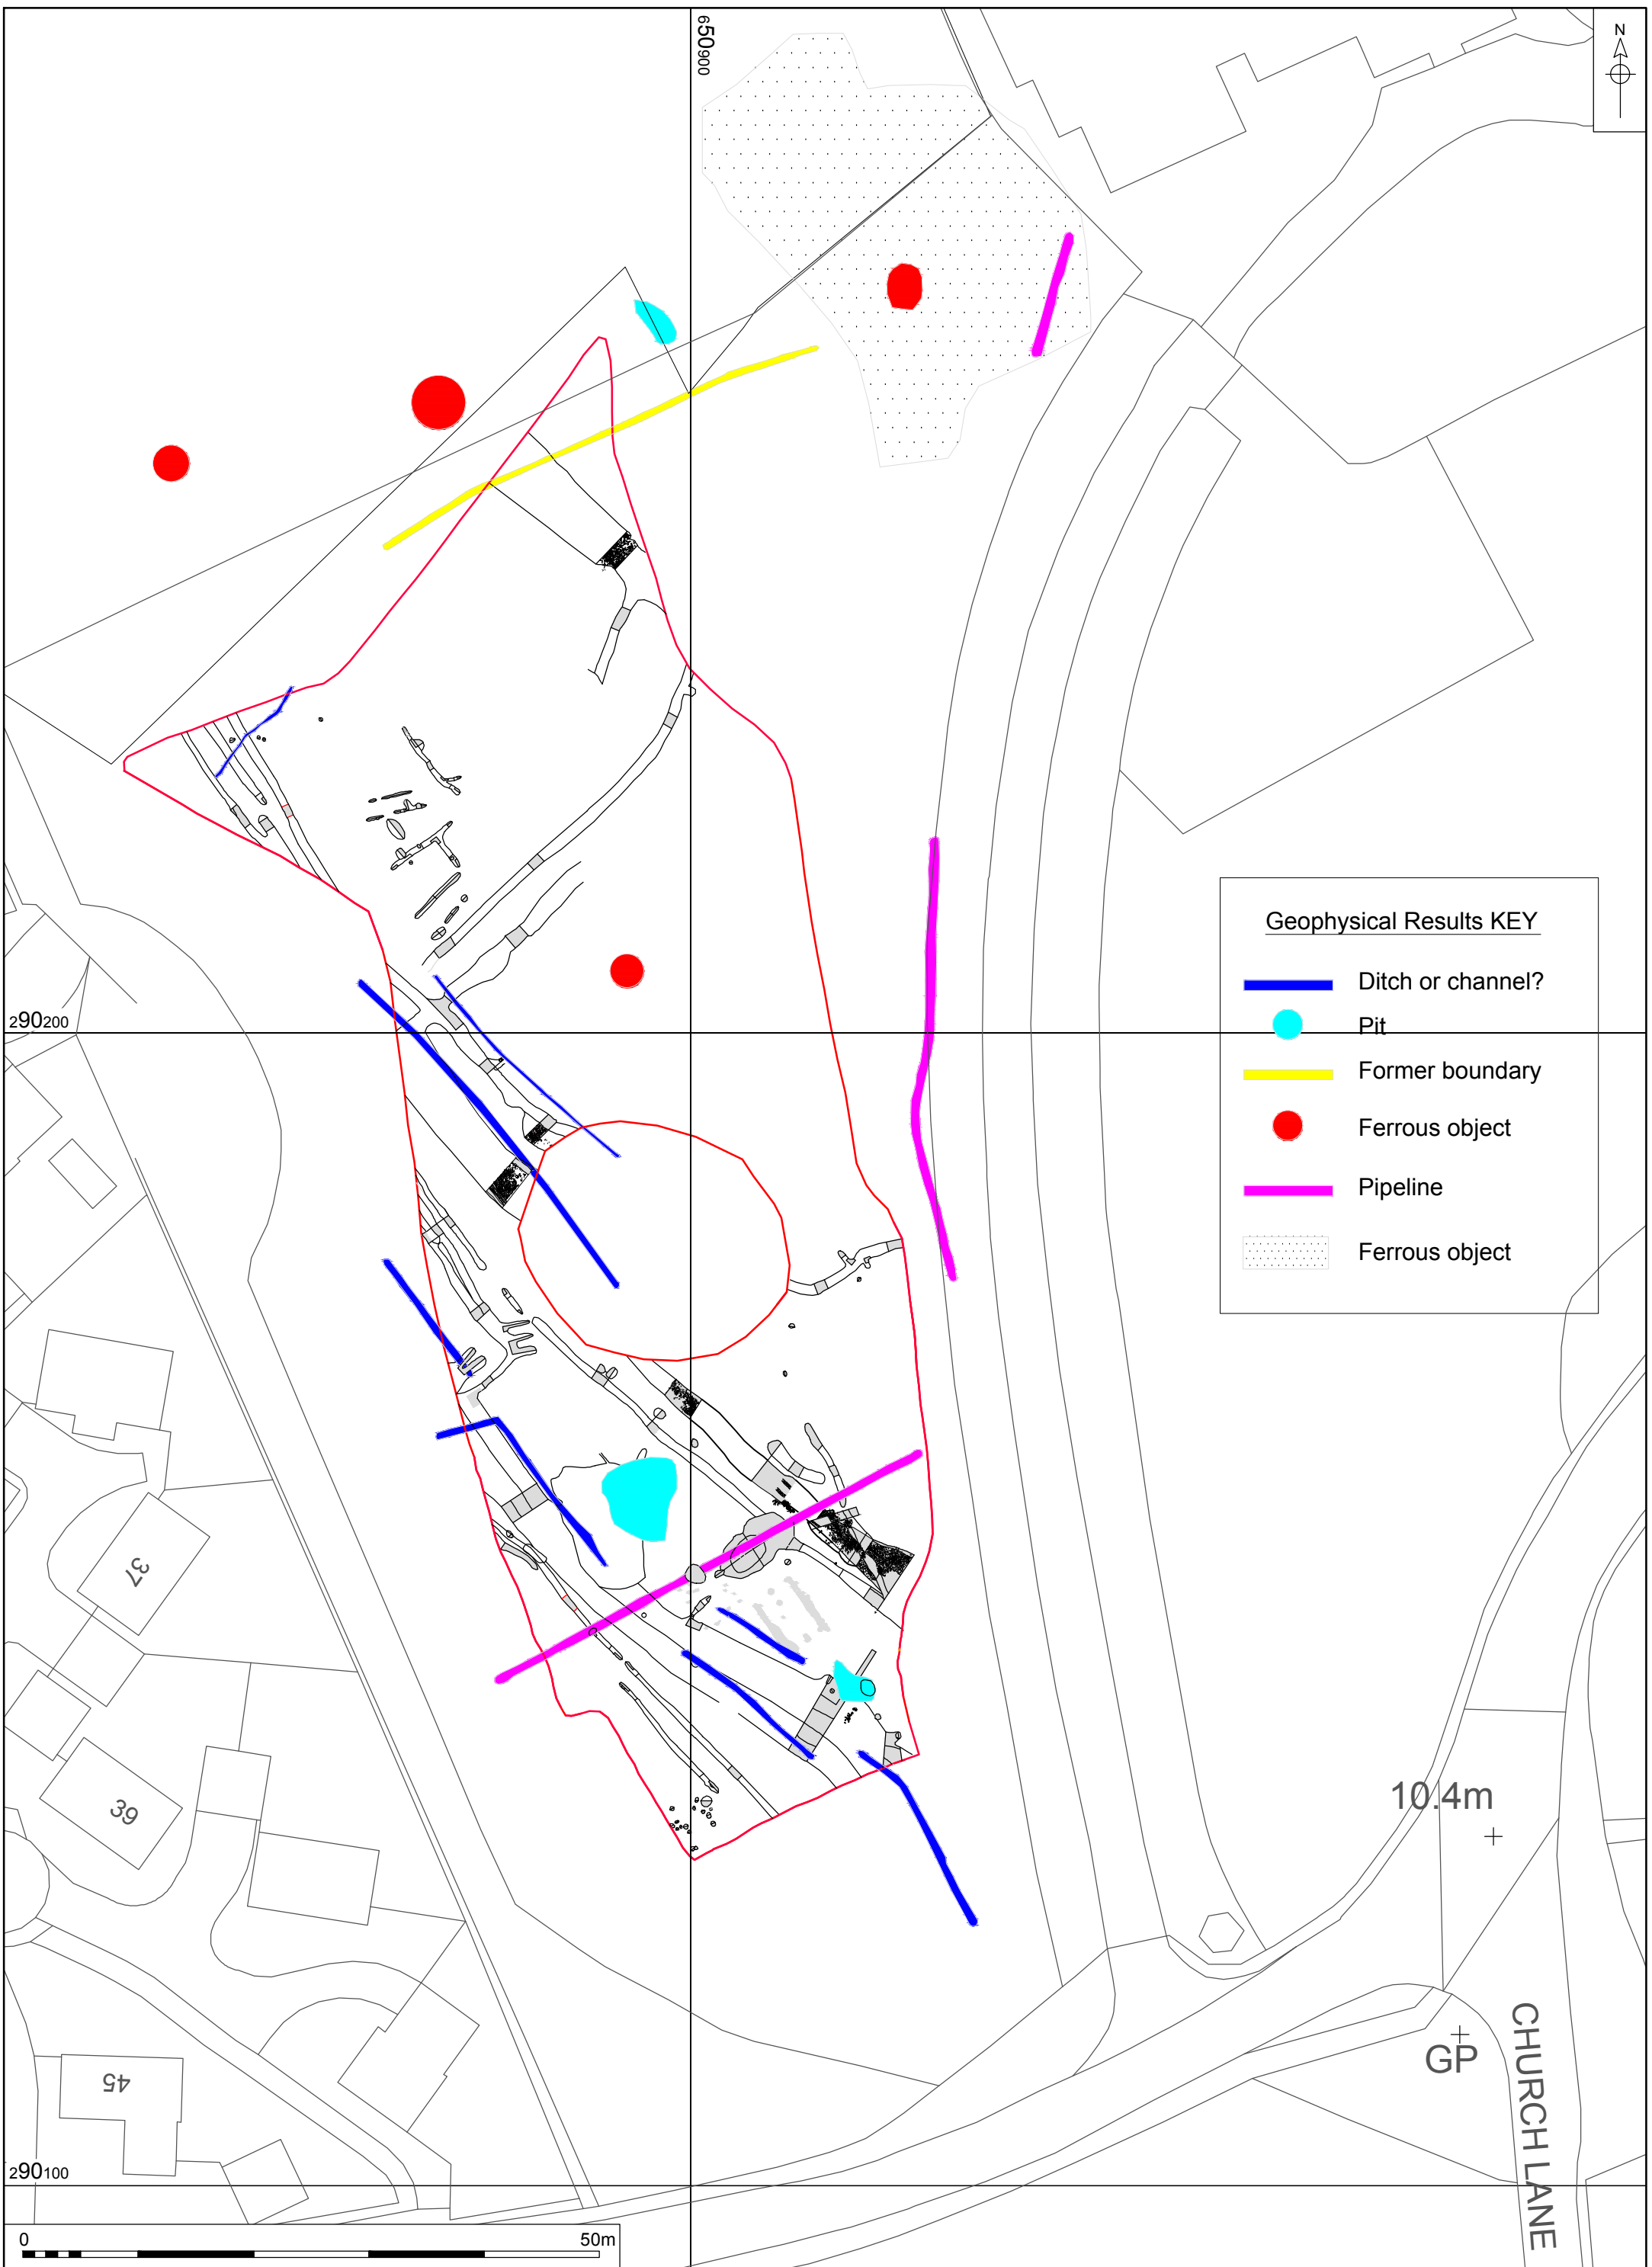 N
650900
Geophysical Results KEY
Ditch or channel?
290200
Pit
Former boundary
Ferrous object
Pipeline
Ferrous object
37
39
10.4m
GP
CHURCH LANE
45
290100
0 50m